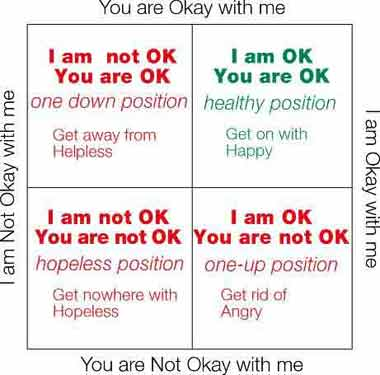 You are Okay with me
I am not OK
You are OK
one down position
Get away from
Helpless
I am OK
You are OK
healthy position
Get on with
Happy
I am Not Okay with me
I am Okay with me
I am not OK
You are not OK
hopeless position
Get nowhere with
Hopeless
I am OK
You are not OK
one-up position
Get rid of
Angry
You are Not Okay with me